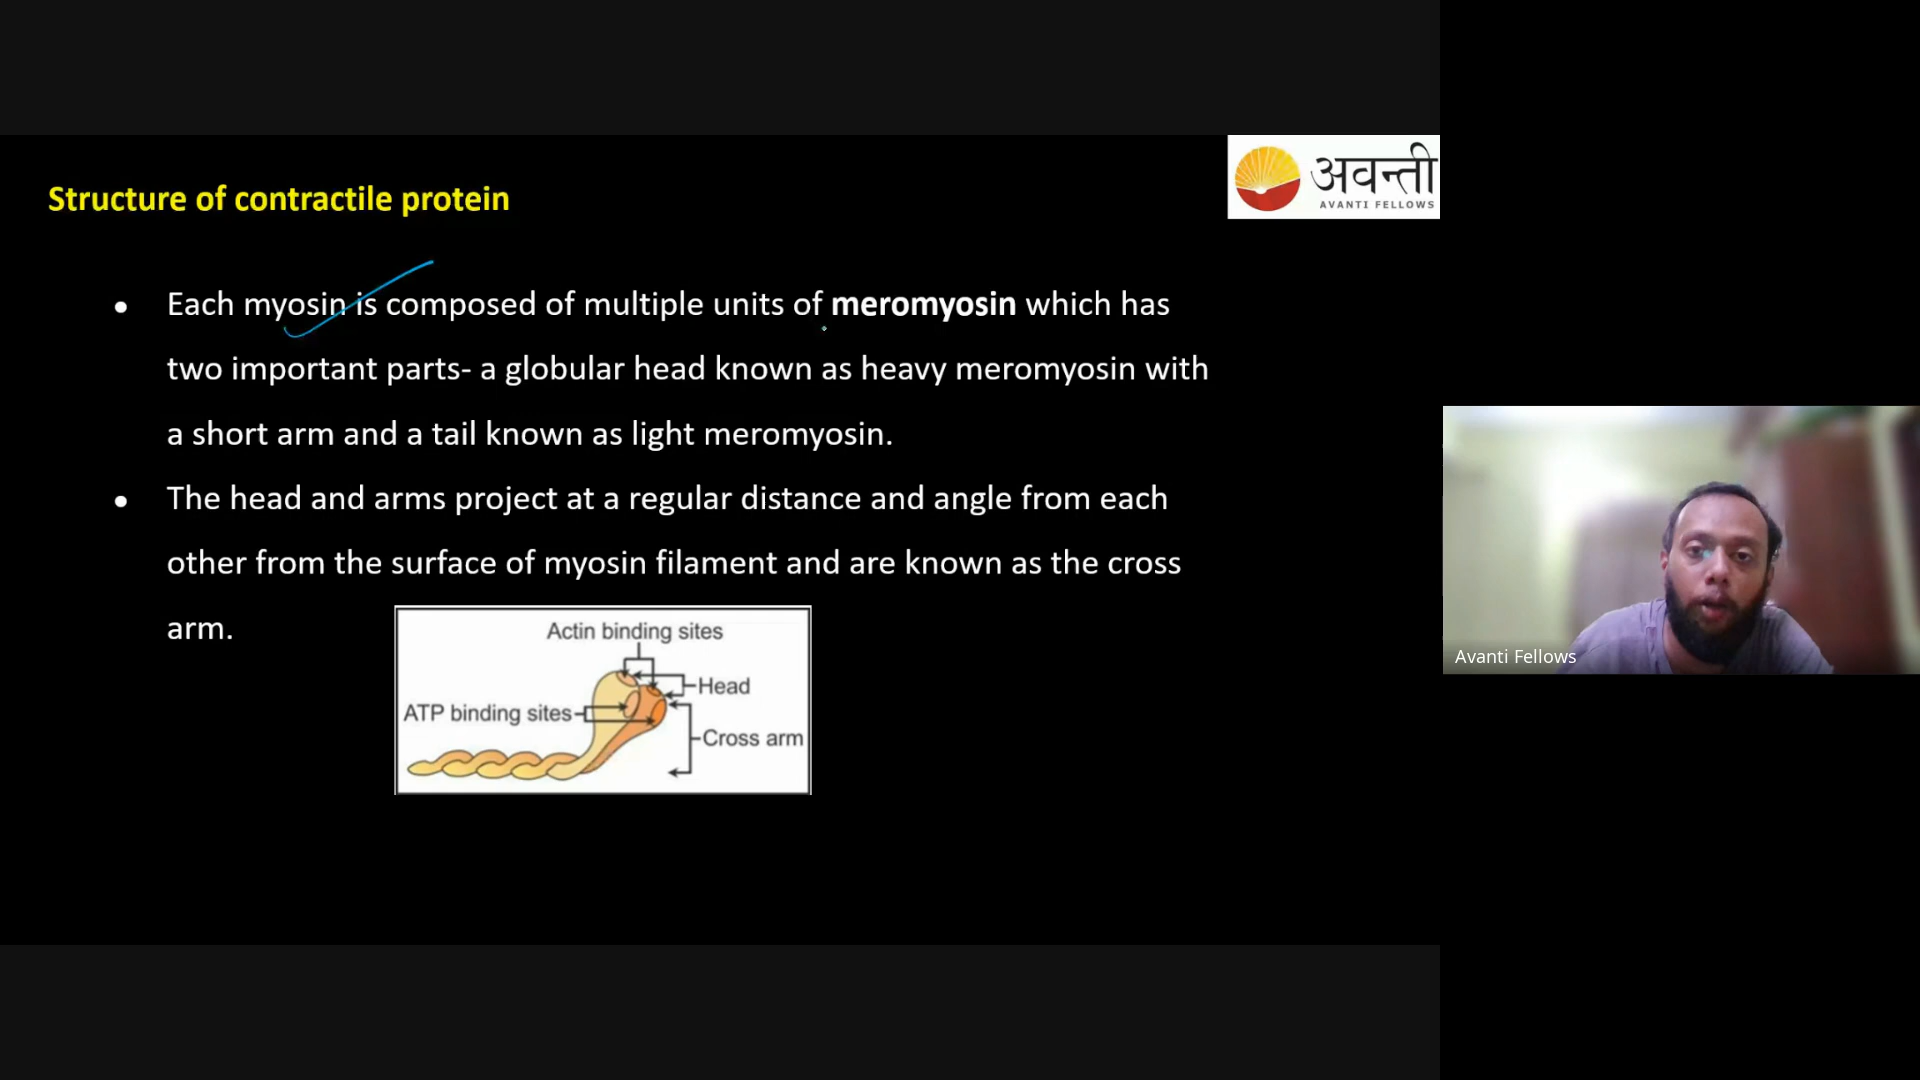 अवन्ती
AVANTI FELLOWS
Structure of contractile protein
● Each myosin is composed of multiple units of meromyosin which has
two important parts- a globular head known as heavy meromyosin with
a short arm and a tail known as light meromyosin.
● The head and arms project at a regular distance and angle from each
other from the surface of myosin filament and are known as the cross
arm.
Actin binding sites
Head
ATP binding sites
Cross arm
Avanti Fellows